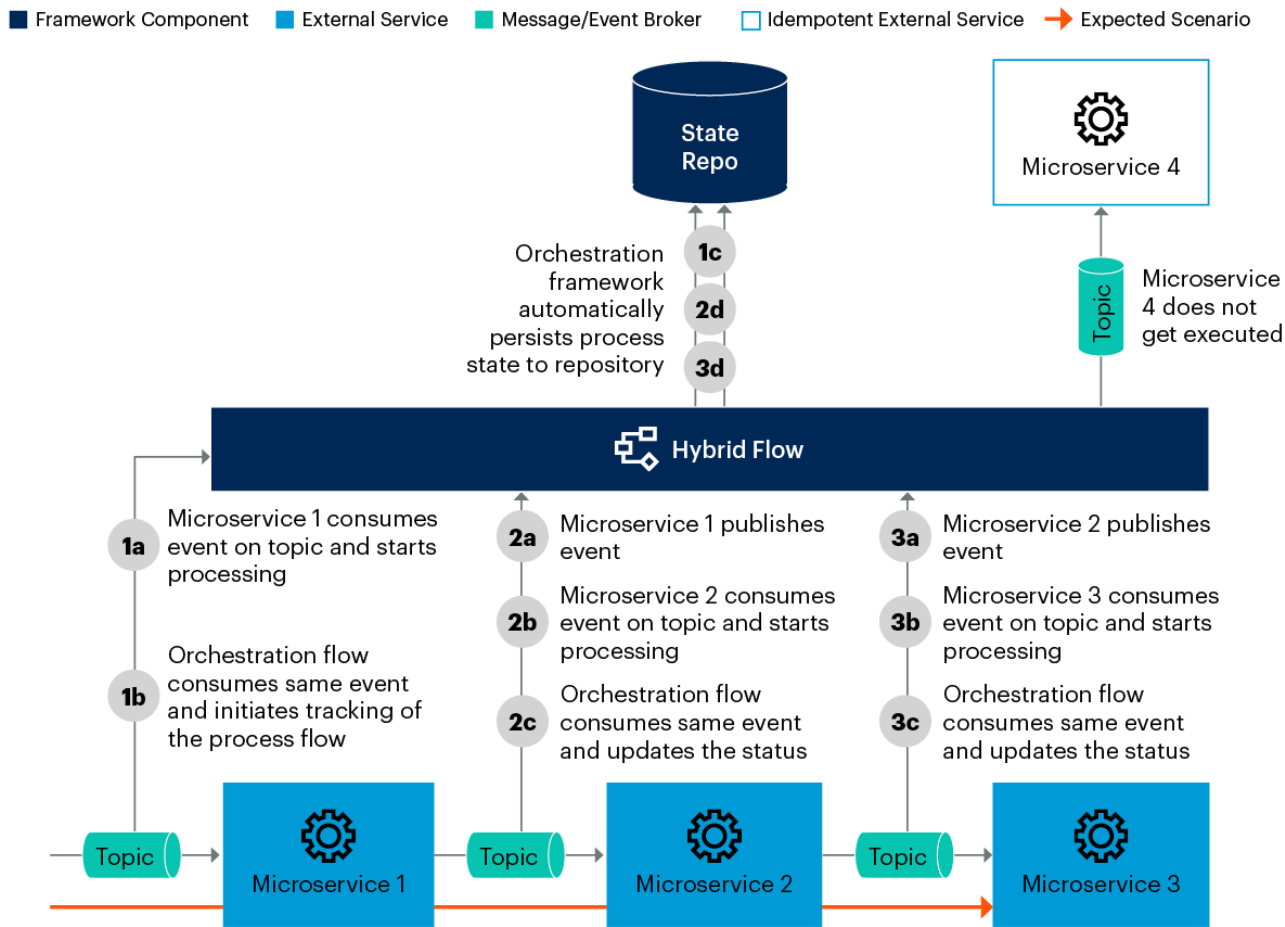 Framework Component
External Service
Message/Event Broker
Idempotent External Service
Expected Scenario
State
Repo
Microservice 4
1c
2d
3d
Orchestration
framework
automatically
persists process
state to repository
Topic
Microservice
4 does not
get executed
Hybrid Flow
1a
Microservice 1 consumes
event on topic and starts
processing
1b
Orchestration flow
consumes same event
and initiates tracking of
the process flow
2a
Microservice 1 publishes
event
2b
Microservice 2 consumes
event on topic and starts
processing
2c
Orchestration flow
consumes same event
and updates the status
3a
Microservice 2 publishes
event
3b
Microservice 3 consumes
event on topic and starts
processing
3c
Orchestration flow
consumes same event
and updates the status
Topic
Microservice 1
Topic
Microservice 2
Topic
Microservice 3